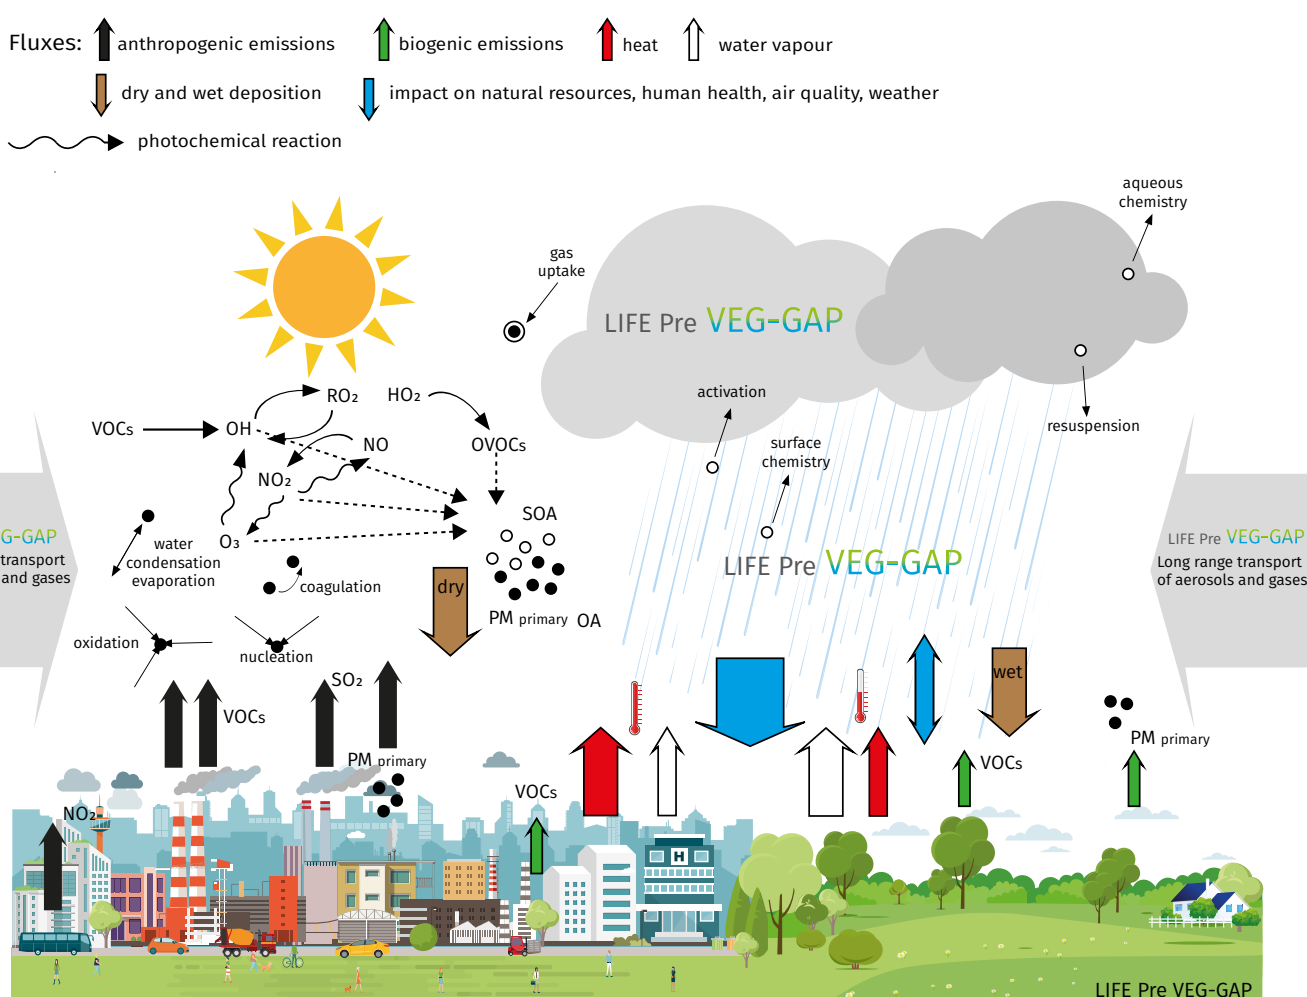 Fluxes: anthropogenic emissions biogenic emissions heat water vapour
dry and wet deposition impact on natural resources, human health, air quality, weather
photochemical reaction
aqueous
chemistry
gas
uptake
LIFE Pre VEG-GAP
activation
resuspension
surface
chemistry
RO₂ HO₂
VOCs OH
NO OVOCs
NO₂
SOA
O₃
water
condensation
evaporation
coagulation
dry
PM primary OA
oxidation
nucleation
G-GAP
transport
and gases
LIFE Pre VEG-GAP
LIFE Pre VEG-GAP
Long range transport
of aerosols and gases
SO₂
VOCs
wet
PM primary
VOCs
PM primary
VOCs
NO₂
H
LIFE Pre VEG-GAP